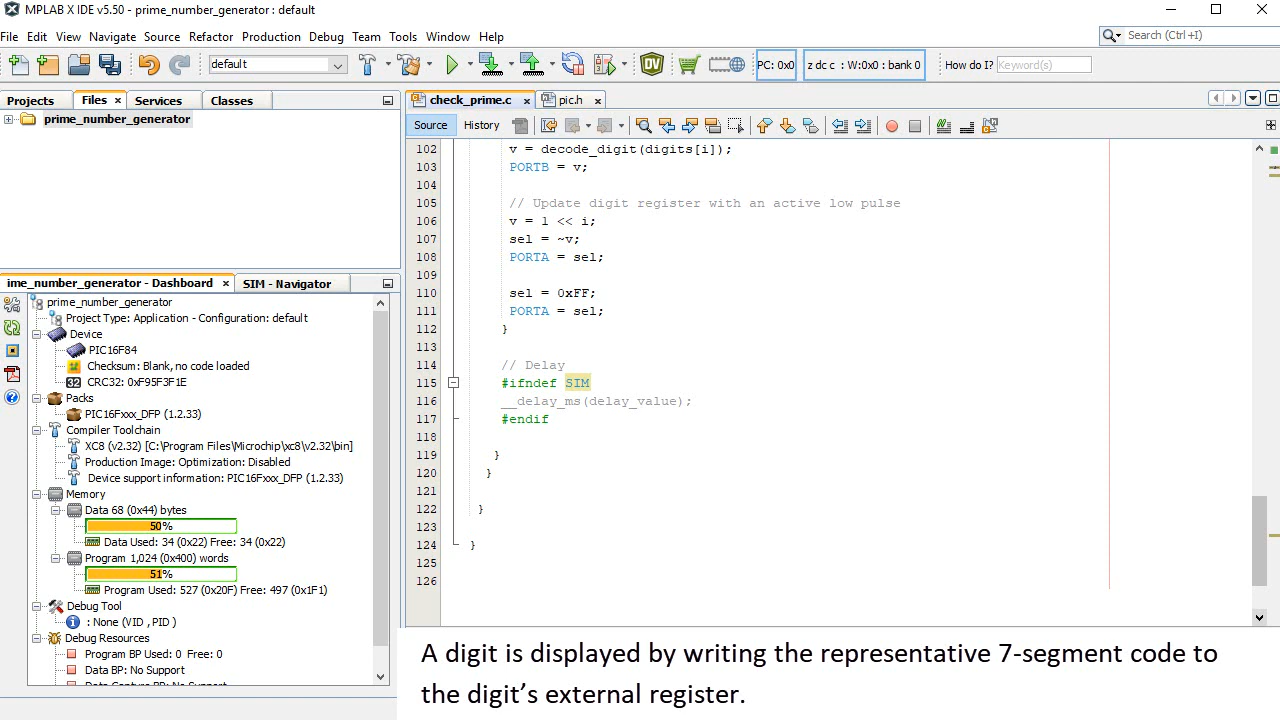 MPLAB X IDE v5.50 - prime_number_generator : default
File Edit View Navigate Source Refactor Production Debug Team Tools Window Help
Search (Ctrl+I)
default
PC: 0x0
z dc c : W:0x0 : bank 0
How do I?
Keyword(s)
Projects
Files
Services
Classes
prime_number_generator
ime_number_generator - Dashboard
SIM - Navigator
prime_number_generator
Project Type: Application - Configuration: default
Device
PIC16F84
Checksum: Blank, no code loaded
CRC32: 0xF95F3F1E
Packs
PIC16Fxxx_DFP (1.2.33)
Compiler Toolchain
XC8 (v2.32) [C:\Program Files\Microchip\xc8\v2.32\bin]
Production Image: Optimization: Disabled
Device support information: PIC16Fxxx_DFP (1.2.33)
Memory
Data 68 (0x44) bytes
50%
Data Used: 34 (0x22) Free: 34 (0x22)
Program 1,024 (0x400) words
51%
Program Used: 527 (0x20F) Free: 497 (0x1F1)
Debug Tool
: None (VID , PID )
Debug Resources
Program BP Used: 0 Free: 0
Data BP: No Support
Data Capture BP: No Support
check_prime.c
pic.h
Source
History
102 v = decode_digit(digits[i]);
103 PORTB = v;
104
105 // Update digit register with an active low pulse
106 v = 1 << i;
107 sel = ~v;
108 PORTA = sel;
109
110 sel = 0xFF;
111 PORTA = sel;
112 }
113
114 // Delay
115 #ifndef SIM
116 __delay_ms(delay_value);
117 #endif
118
119 }
120 }
121
122 }
123
124 }
125
126
A digit is displayed by writing the representative 7-segment code to
the digit’s external register.